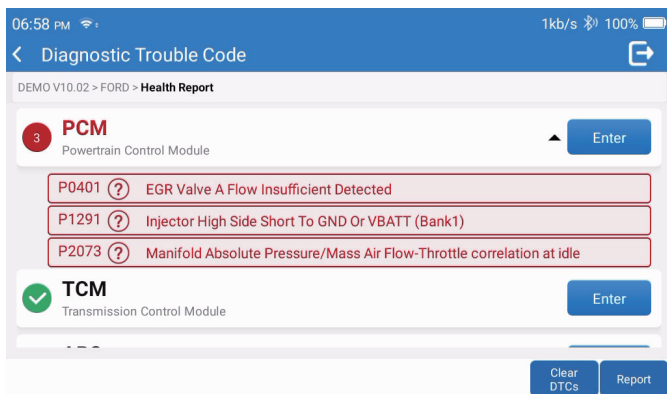 06:58 PM
1kb/s 100%
Diagnostic Trouble Code
DEMO V10.02 > FORD > Health Report
3
PCM
Powertrain Control Module
Enter
P0401 ? EGR Valve A Flow Insufficient Detected
P1291 ? Injector High Side Short To GND Or VBATT (Bank1)
P2073 ? Manifold Absolute Pressure/Mass Air Flow-Throttle correlation at idle
TCM
Transmission Control Module
Enter
Clear
DTCs
Report